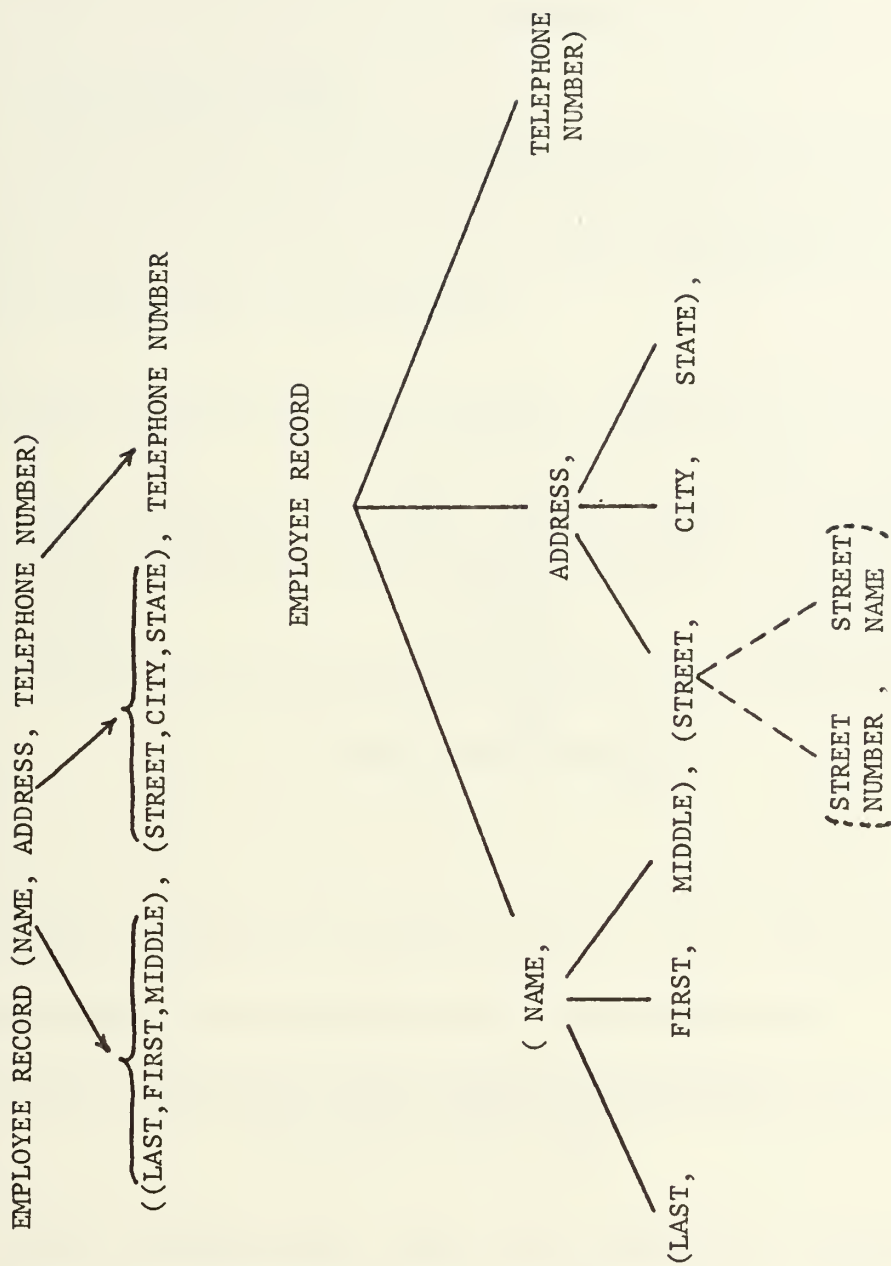 EMPLOYEE RECORD (NAME, ADDRESS, TELEPHONE NUMBER)
((LAST,FIRST,MIDDLE), (STREET,CITY,STATE), TELEPHONE NUMBER
EMPLOYEE RECORD
( NAME,
ADDRESS,
TELEPHONE
NUMBER)
(LAST,
FIRST,
MIDDLE),
(STREET,
CITY,
STATE),
(STREET
NUMBER ,
STREET
NAME )